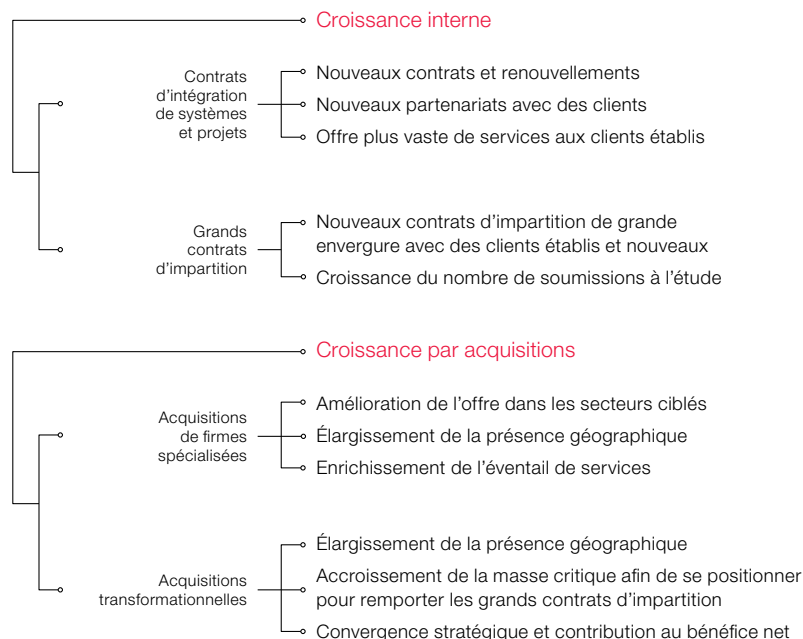 Croissance interne
Contrats
d’intégration
de systèmes
et projets
Nouveaux contrats et renouvellements
Nouveaux partenariats avec des clients
Offre plus vaste de services aux clients établis
Grands
contrats
d’impartition
Nouveaux contrats d’impartition de grande
envergure avec des clients établis et nouveaux
Croissance du nombre de soumissions à l’étude
Croissance par acquisitions
Acquisitions
de firmes
spécialisées
Amélioration de l’offre dans les secteurs ciblés
Élargissement de la présence géographique
Enrichissement de l’éventail de services
Acquisitions
transformationnelles
Élargissement de la présence géographique
Accroissement de la masse critique afin de se positionner
pour remporter les grands contrats d’impartition
Convergence stratégique et contribution au bénéfice net